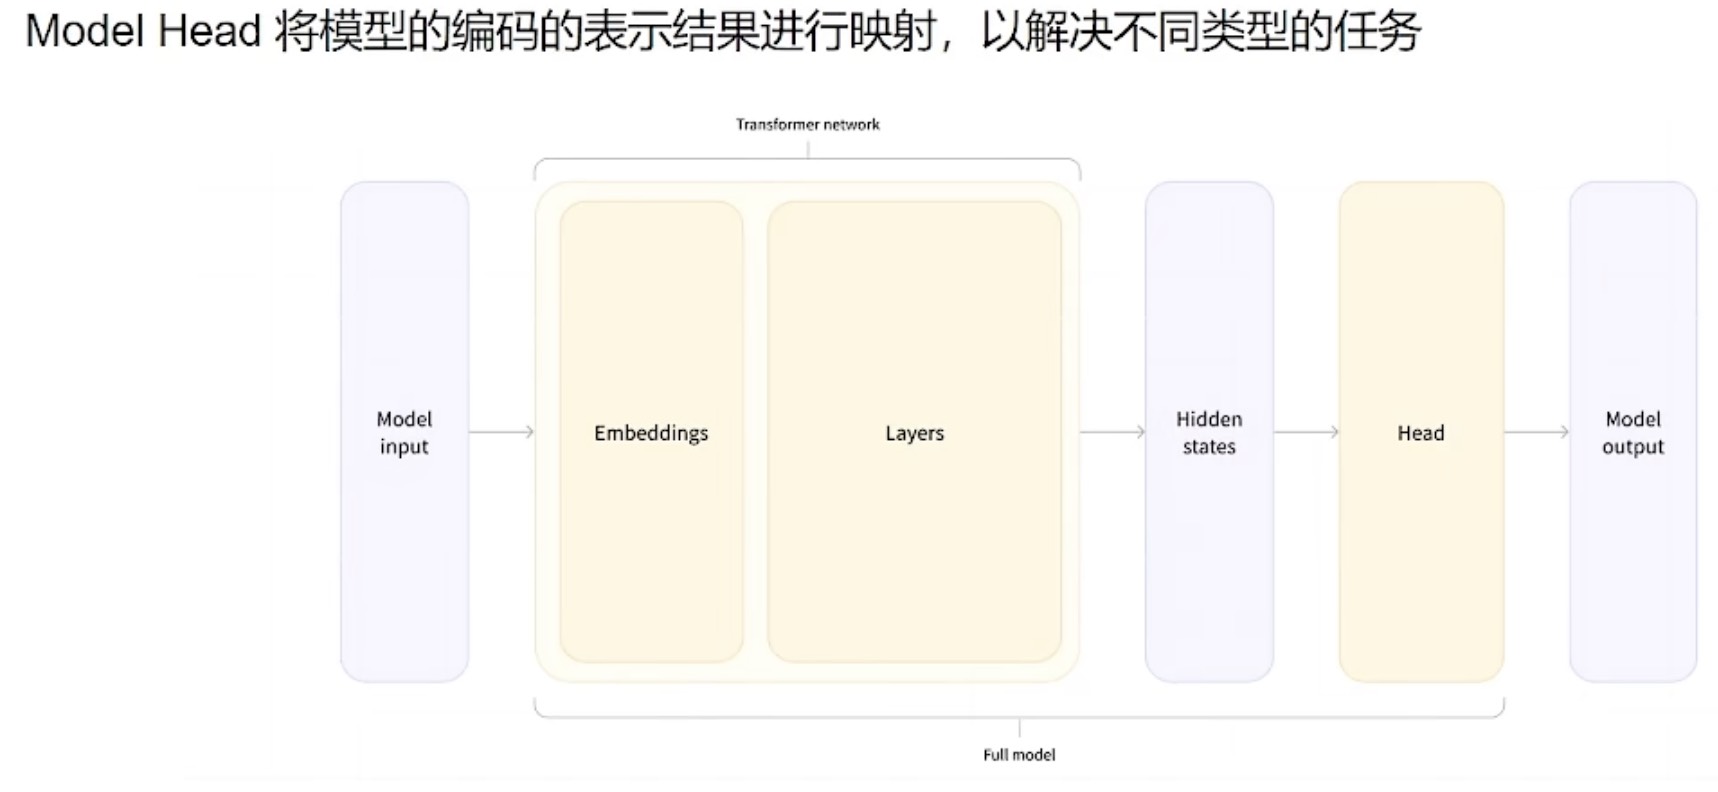 Model Head 将模型的编码的表示结果进行映射，以解决不同类型的任务
Transformer network
Model
input
Embeddings
Layers
Hidden
states
Head
Model
output
Full model